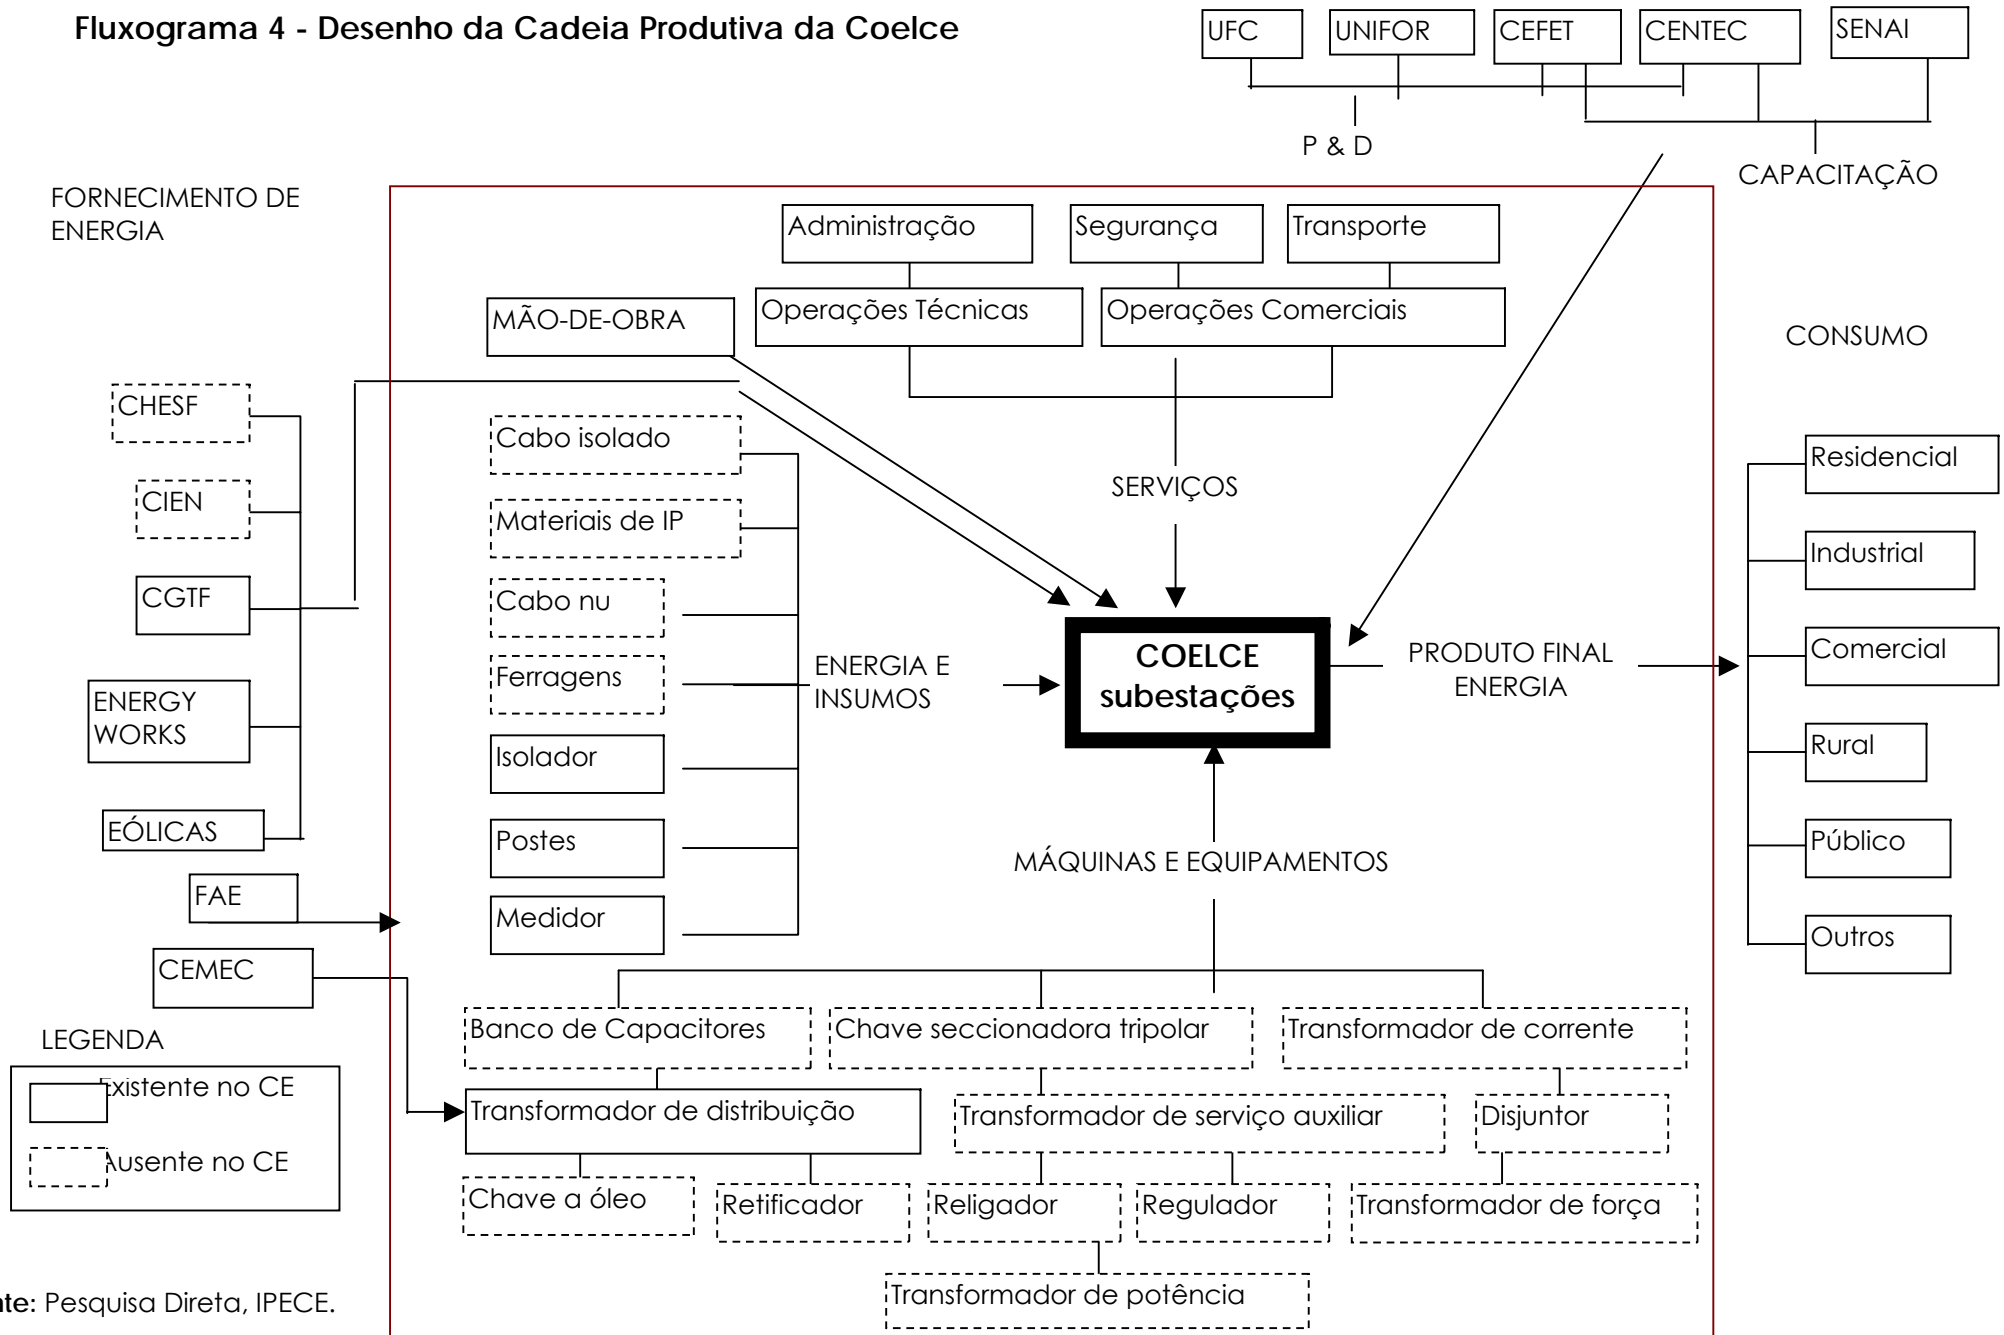 Fluxograma 4 - Desenho da Cadeia Produtiva da Coelce
UFC
UNIFOR
CEFET
CENTEC
SENAI
P & D
CAPACITAÇÃO
FORNECIMENTO DE
ENERGIA
Administração
Segurança
Transporte
MÃO-DE-OBRA
Operações Técnicas
Operações Comerciais
CONSUMO
CHESF
CIEN
CGTF
ENERGY
WORKS
EÓLICAS
FAE
CEMEC
Cabo isolado
Materiais de IP
Cabo nu
Ferragens
Isolador
Postes
Medidor
SERVIÇOS
ENERGIA E
INSUMOS
COELCE
subestações
PRODUTO FINAL
ENERGIA
Residencial
Industrial
Comercial
Rural
Público
Outros
MÁQUINAS E EQUIPAMENTOS
Banco de Capacitores
Chave seccionadora tripolar
Transformador de corrente
Transformador de distribuição
Transformador de serviço auxiliar
Disjuntor
Chave a óleo
Retificador
Religador
Regulador
Transformador de força
Transformador de potência
LEGENDA
Existente no CE
Ausente no CE
nte: Pesquisa Direta, IPECE.